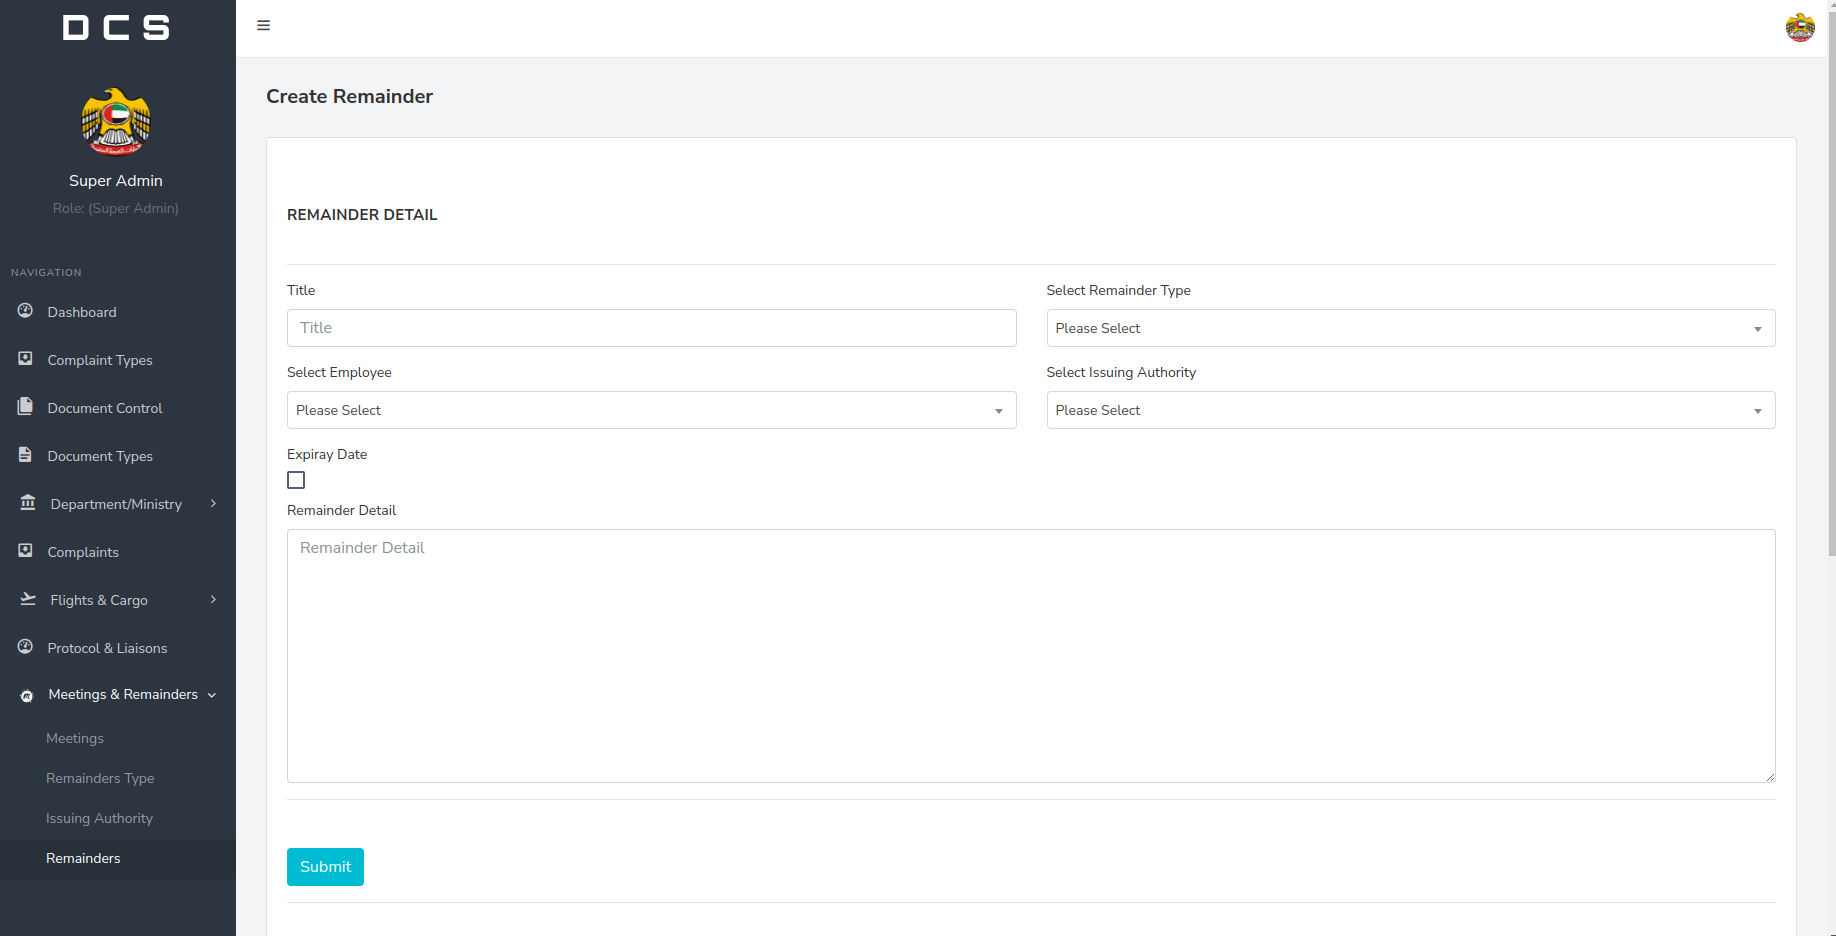 DCS
Super Admin
Role: (Super Admin)
NAVIGATION
Dashboard
Complaint Types
Document Control
Document Types
Department/Ministry
Complaints
Flights & Cargo
Protocol & Liaisons
Meetings & Remainders
Meetings
Remainders Type
Issuing Authority
Remainders
Create Remainder
REMAINDER DETAIL
Title
Title
Select Remainder Type
Please Select
Select Employee
Please Select
Select Issuing Authority
Please Select
Expiray Date
Remainder Detail
Remainder Detail
Submit